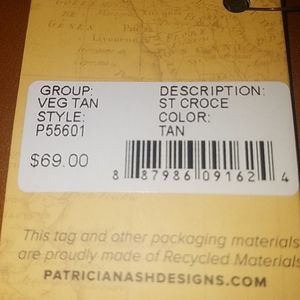 GROUP: DESCRIPTION:
VEG TAN ST CROCE
STYLE: COLOR:
P55601 TAN
$69.00
8 87986 09162 4
This tag and other packaging materials
are proudly made of Recycled Materials
PATRICIANASHDESIGNS.COM